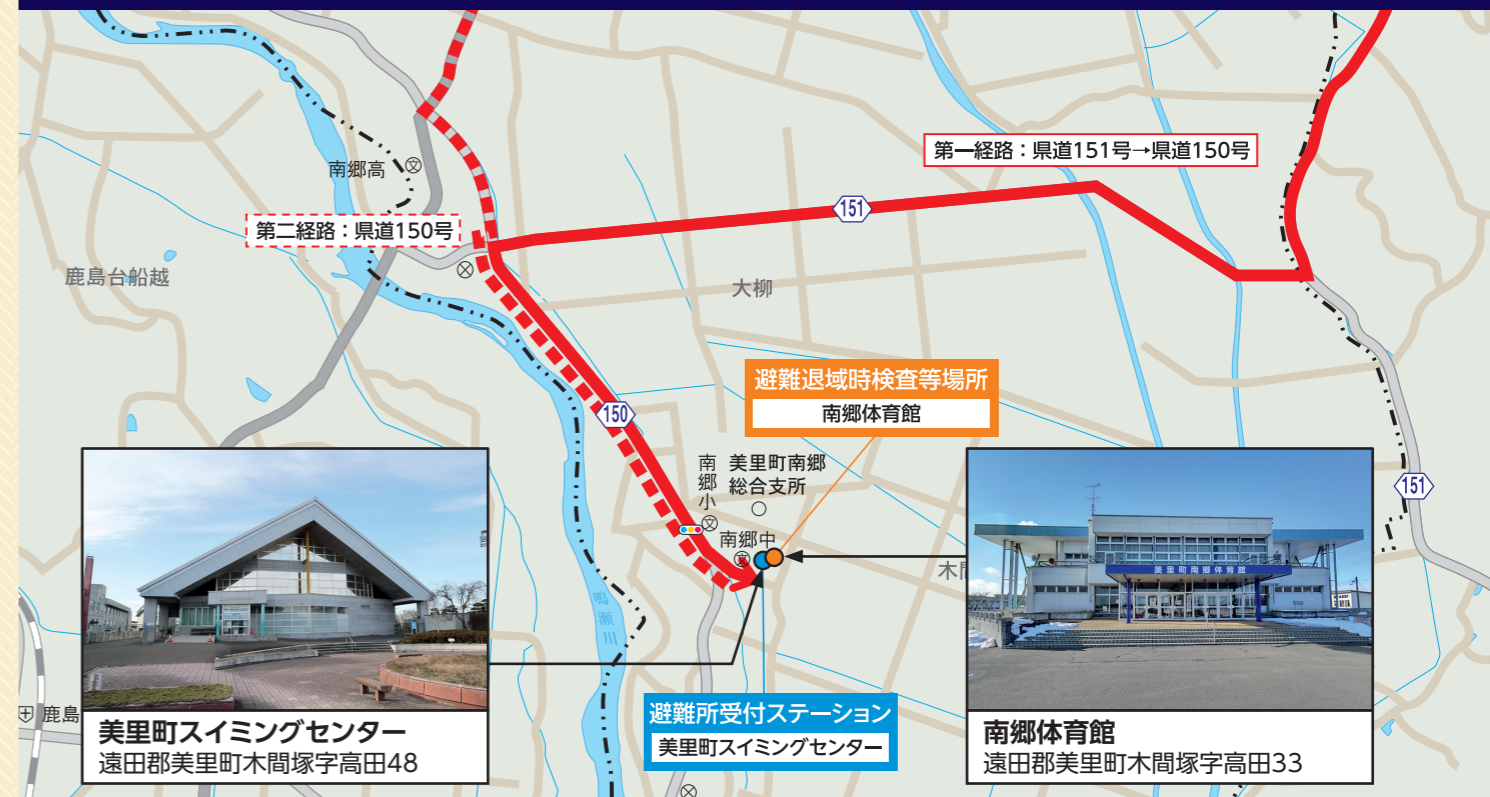 第一経路：県道151号→県道150号
南郷高
第二経路：県道150号
151
鹿島台船越
大柳
避難退域時検査等場所
南郷体育館
150
南郷小
美里町南郷
総合支所
151
南郷中
美里町南郷体育館
鳴瀬川
避難所受付ステーション
美里町スイミングセンター
鹿島
美里町スイミングセンター
遠田郡美里町木間塚字高田48
南郷体育館
遠田郡美里町木間塚字高田33